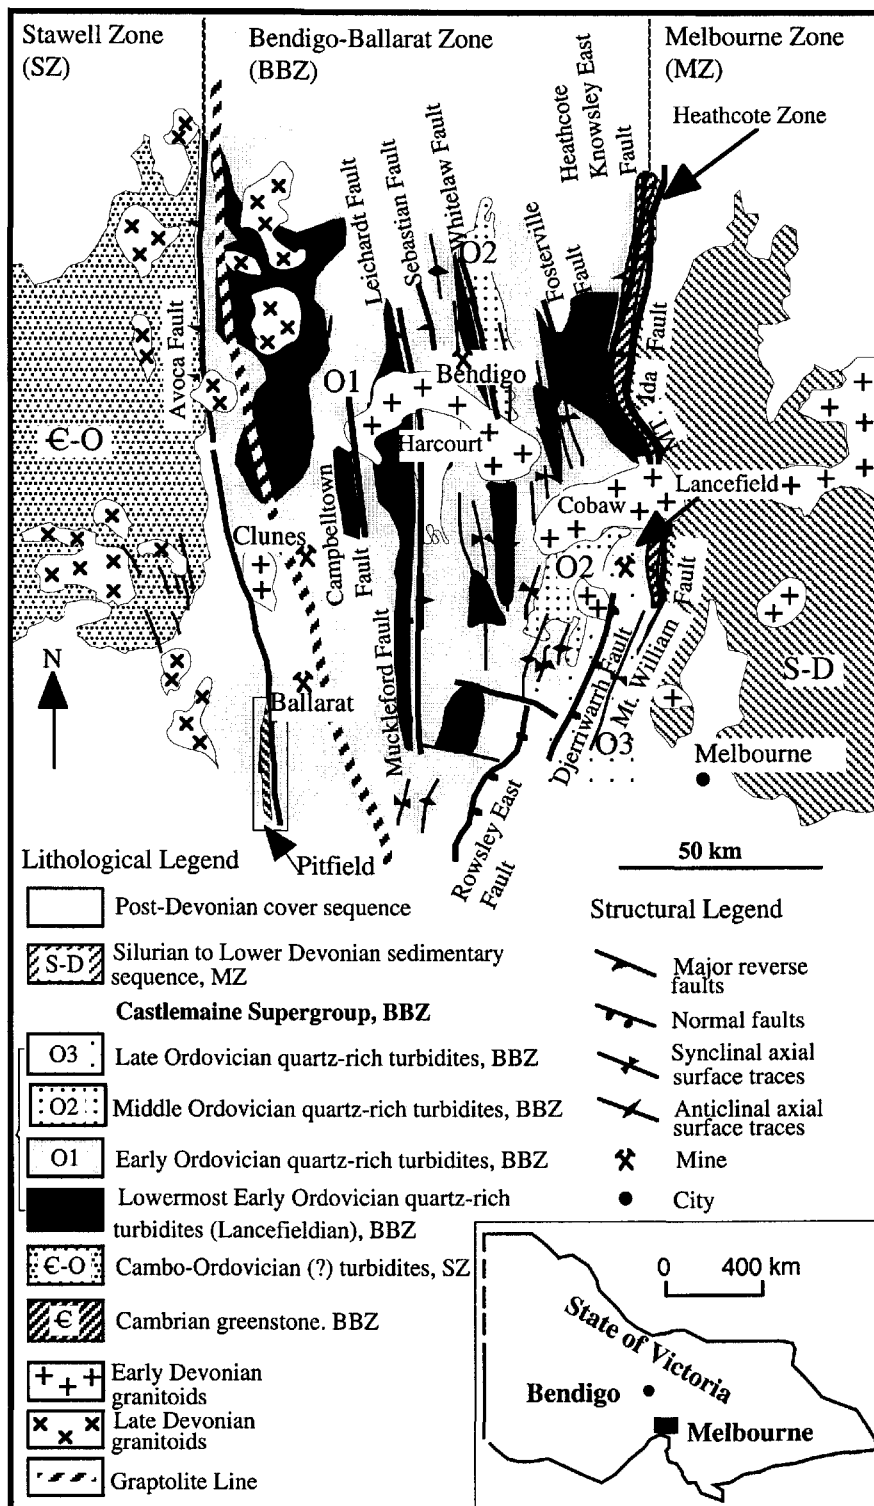 Stawell Zone
(SZ)
Bendigo-Ballarat Zone
(BBZ)
Melbourne Zone
(MZ)
Heathcote Zone
Heathcote
Knowsley East
Fault
Leichardt Fault
Sebastian Fault
Whitelaw Fault
O2
Fosterville
Fault
Avoca Fault
O1
Bendigo
Mt. Ida Fault
Є-O
Harcourt
Campbelltown
Fault
Cobaw
Lancefield
Clunes
O2
N
Muckleford Fault
Ballarat
Djerriwarrh Fault
Mt. William Fault
S-D
O3
Melbourne
Rowsley East
Fault
Pitfield
50 km
Lithological Legend
Post-Devonian cover sequence
S-D
Silurian to Lower Devonian sedimentary
sequence, MZ
Castlemaine Supergroup, BBZ
O3
Late Ordovician quartz-rich turbidites, BBZ
O2
Middle Ordovician quartz-rich turbidites, BBZ
O1
Early Ordovician quartz-rich turbidites, BBZ
Lowermost Early Ordovician quartz-rich
turbidites (Lancefieldian), BBZ
Є-O
Cambo-Ordovician (?) turbidites, SZ
Є
Cambrian greenstone. BBZ
Early Devonian
granitoids
Late Devonian
granitoids
Graptolite Line
Structural Legend
Major reverse
faults
Normal faults
Synclinal axial
surface traces
Anticlinal axial
surface traces
Mine
City
0 400 km
State of Victoria
Bendigo
Melbourne